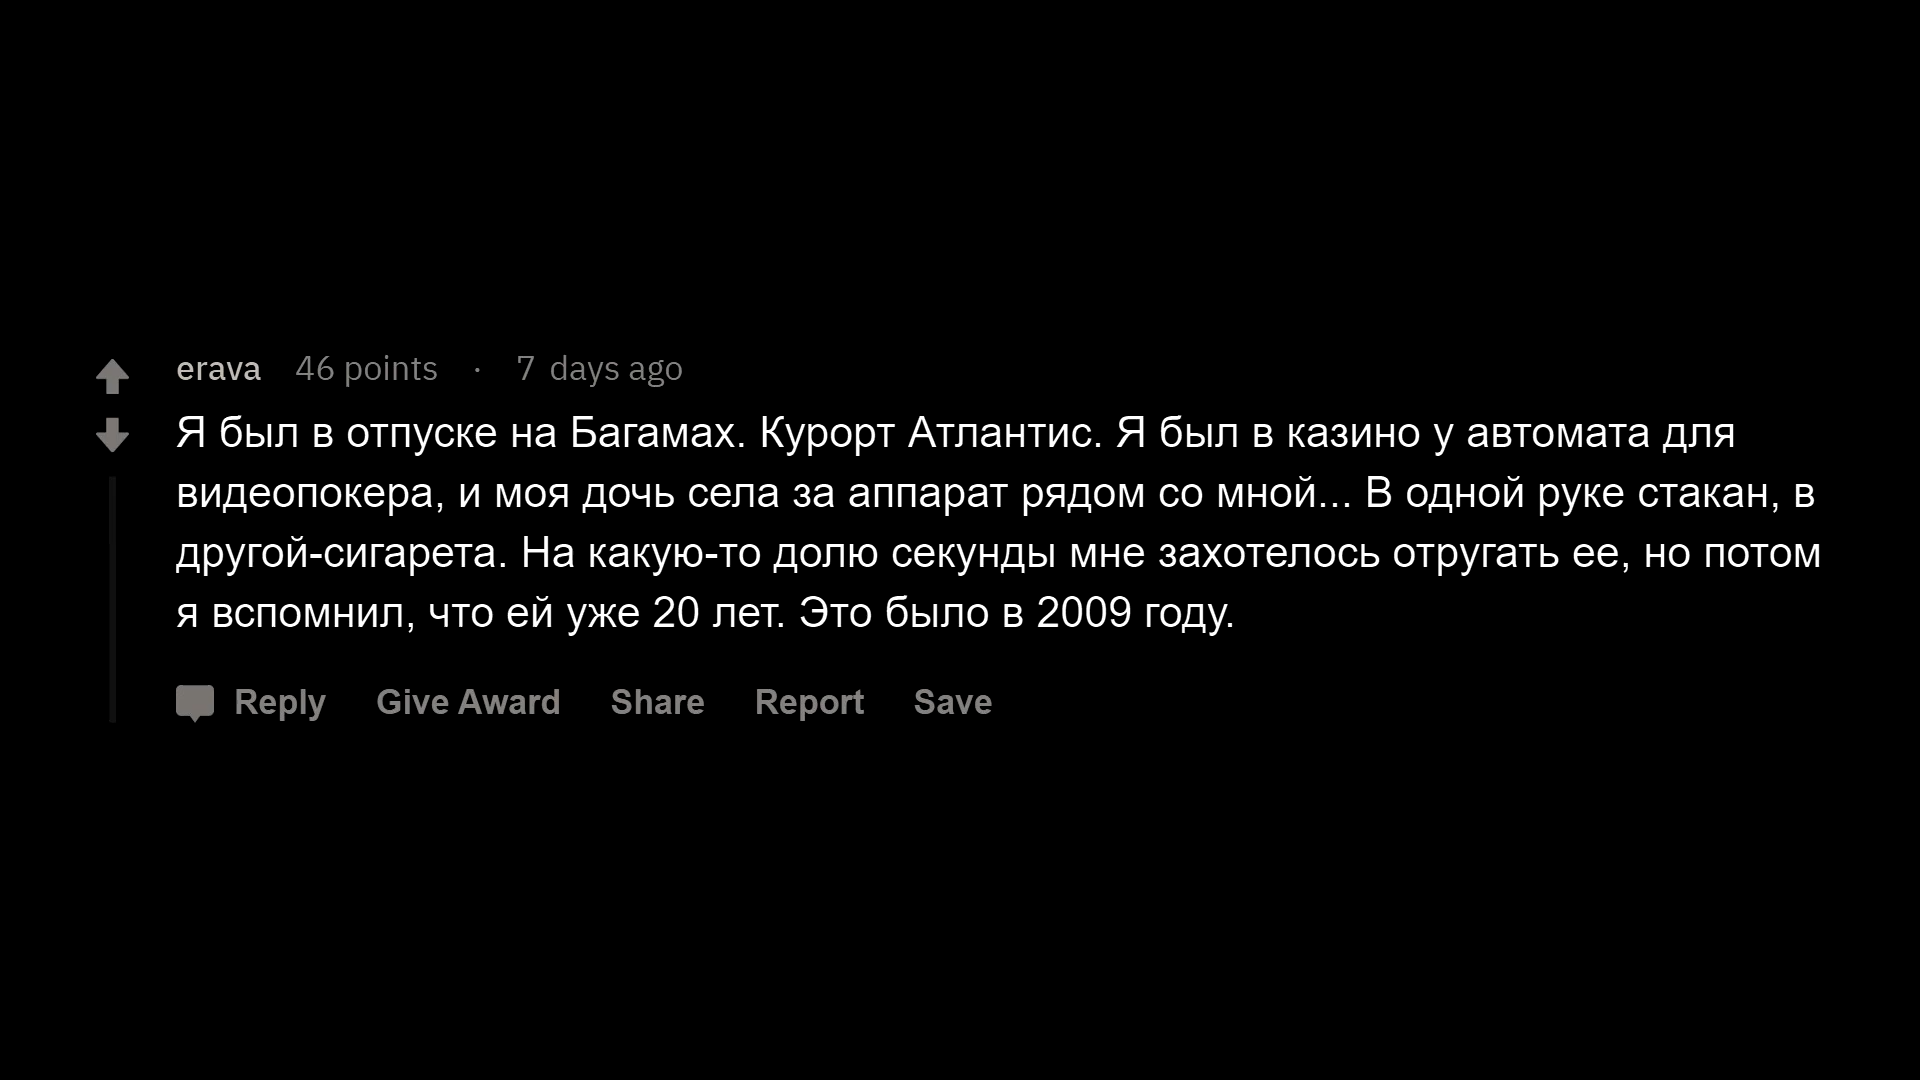 erava 46 points · 7 days ago
Я был в отпуске на Багамах. Курорт Атлантис. Я был в казино у автомата для
видеопокера, и моя дочь села за аппарат рядом со мной... В одной руке стакан, в
другой-сигарета. На какую-то долю секунды мне захотелось отругать ее, но потом
я вспомнил, что ей уже 20 лет. Это было в 2009 году.
Reply Give Award Share Report Save